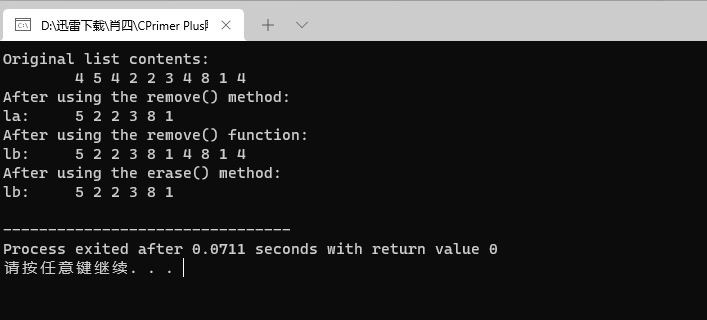 D:\迅雷下载\肖四\CPrimer Plus
Original list contents:
4 5 4 2 2 3 4 8 1 4
After using the remove() method:
la: 5 2 2 3 8 1
After using the remove() function:
lb: 5 2 2 3 8 1 4 8 1 4
After using the erase() method:
lb: 5 2 2 3 8 1
--------------------------------
Process exited after 0.0711 seconds with return value 0
请按任意键继续. . .